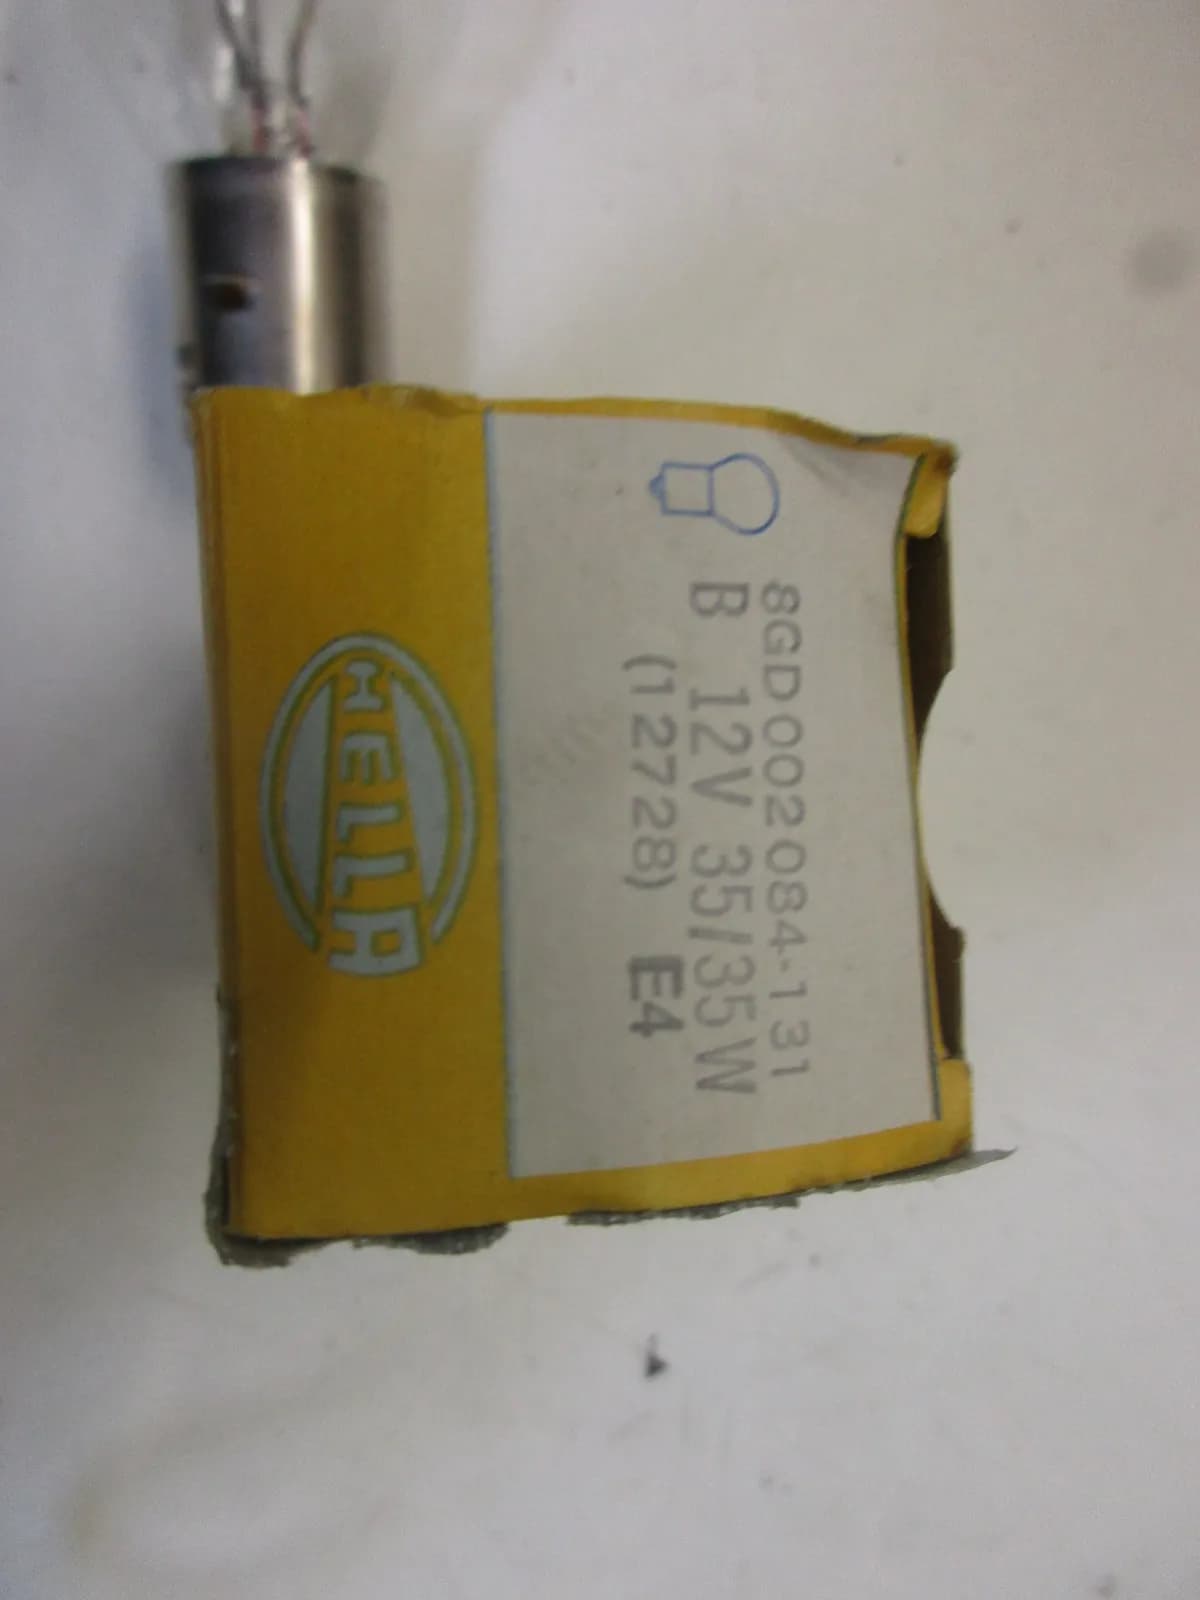 8GD002084-131
B 12V 35/35W
(12728) E4
HELLA